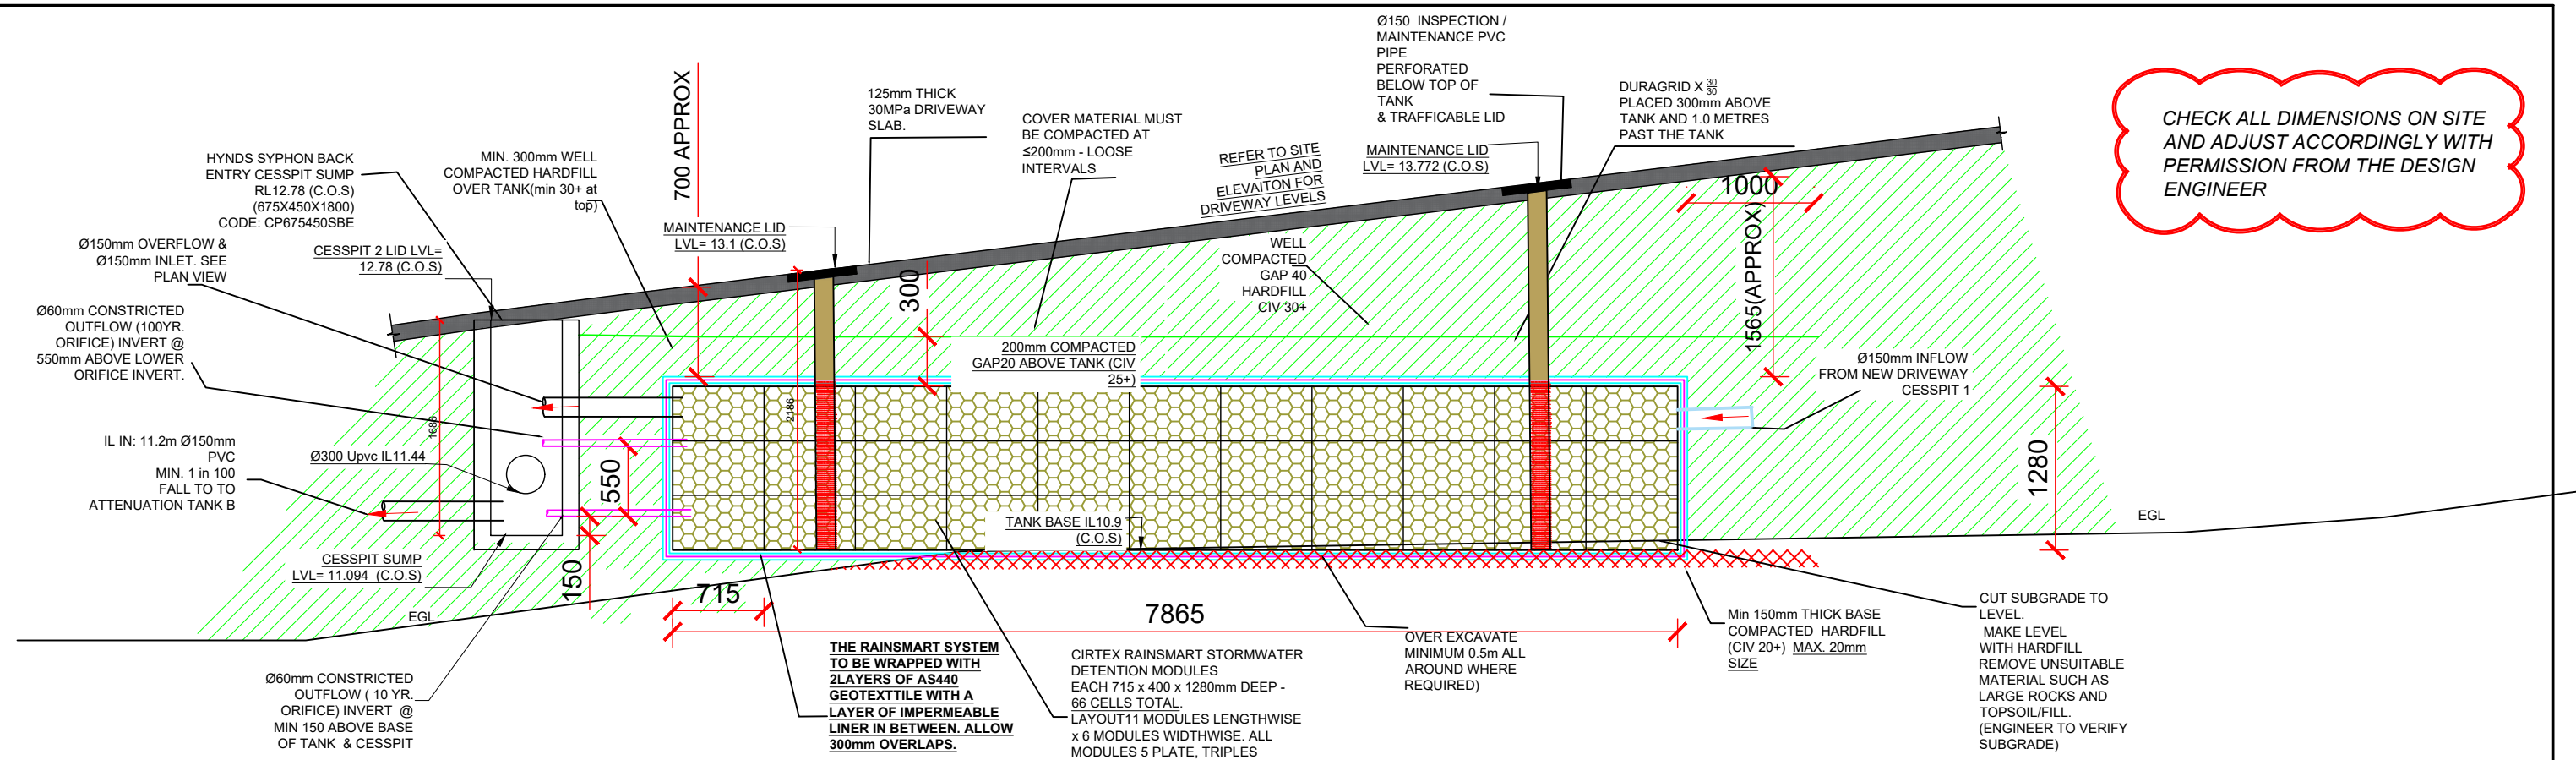 HYNDS SYPHON BACK
ENTRY CESSPIT SUMP
RL12.78 (C.O.S)
(675X450X1800)
CODE: CP675450SBE
Ø150mm OVERFLOW &
Ø150mm INLET. SEE
PLAN VIEW
CESSPIT 2 LID LVL=
12.78 (C.O.S)
Ø60mm CONSTRICTED
OUTFLOW (100YR.
ORIFICE) INVERT @
550mm ABOVE LOWER
ORIFICE INVERT.
IL IN: 11.2m Ø150mm
PVC
MIN. 1 in 100
FALL TO TO
ATTENUATION TANK B
Ø300 Upvc IL11.44
1686
CESSPIT SUMP
LVL= 11.094 (C.O.S)
EGL
Ø60mm CONSTRICTED
OUTFLOW ( 10 YR.
ORIFICE) INVERT @
MIN 150 ABOVE BASE
OF TANK & CESSPIT
MIN. 300mm WELL
COMPACTED HARDFILL
OVER TANK(min 30+ at
top)
700 APPROX
MAINTENANCE LID
LVL= 13.1 (C.O.S)
125mm THICK
30MPa DRIVEWAY
SLAB.
COVER MATERIAL MUST
BE COMPACTED AT
≤200mm - LOOSE
INTERVALS
REFER TO SITE
PLAN AND
ELEVAITON FOR
DRIVEWAY LEVELS
Ø150 INSPECTION /
MAINTENANCE PVC
PIPE
PERFORATED
BELOW TOP OF
TANK
& TRAFFICABLE LID
MAINTENANCE LID
LVL= 13.772 (C.O.S)
DURAGRID X 30/30
PLACED 300mm ABOVE
TANK AND 1.0 METRES
PAST THE TANK
CHECK ALL DIMENSIONS ON SITE
AND ADJUST ACCORDINGLY WITH
PERMISSION FROM THE DESIGN
ENGINEER
1000
1565(APPROX)
WELL
COMPACTED
GAP 40
HARDFILL
CIV 30+
300
200mm COMPACTED
GAP20 ABOVE TANK (CIV
25+)
Ø150mm INFLOW
FROM NEW DRIVEWAY
CESSPIT 1
2186
550
150
1280
EGL
TANK BASE IL10.9
(C.O.S)
715
7865
THE RAINSMART SYSTEM
TO BE WRAPPED WITH
2LAYERS OF AS440
GEOTEXTTILE WITH A
LAYER OF IMPERMEABLE
LINER IN BETWEEN. ALLOW
300mm OVERLAPS.
CIRTEX RAINSMART STORMWATER
DETENTION MODULES
EACH 715 x 400 x 1280mm DEEP -
66 CELLS TOTAL.
LAYOUT11 MODULES LENGTHWISE
x 6 MODULES WIDTHWISE. ALL
MODULES 5 PLATE, TRIPLES
OVER EXCAVATE
MINIMUM 0.5m ALL
AROUND WHERE
REQUIRED)
Min 150mm THICK BASE
COMPACTED HARDFILL
(CIV 20+) MAX. 20mm
SIZE
CUT SUBGRADE TO
LEVEL.
MAKE LEVEL
WITH HARDFILL
REMOVE UNSUITABLE
MATERIAL SUCH AS
LARGE ROCKS AND
TOPSOIL/FILL.
(ENGINEER TO VERIFY
SUBGRADE)